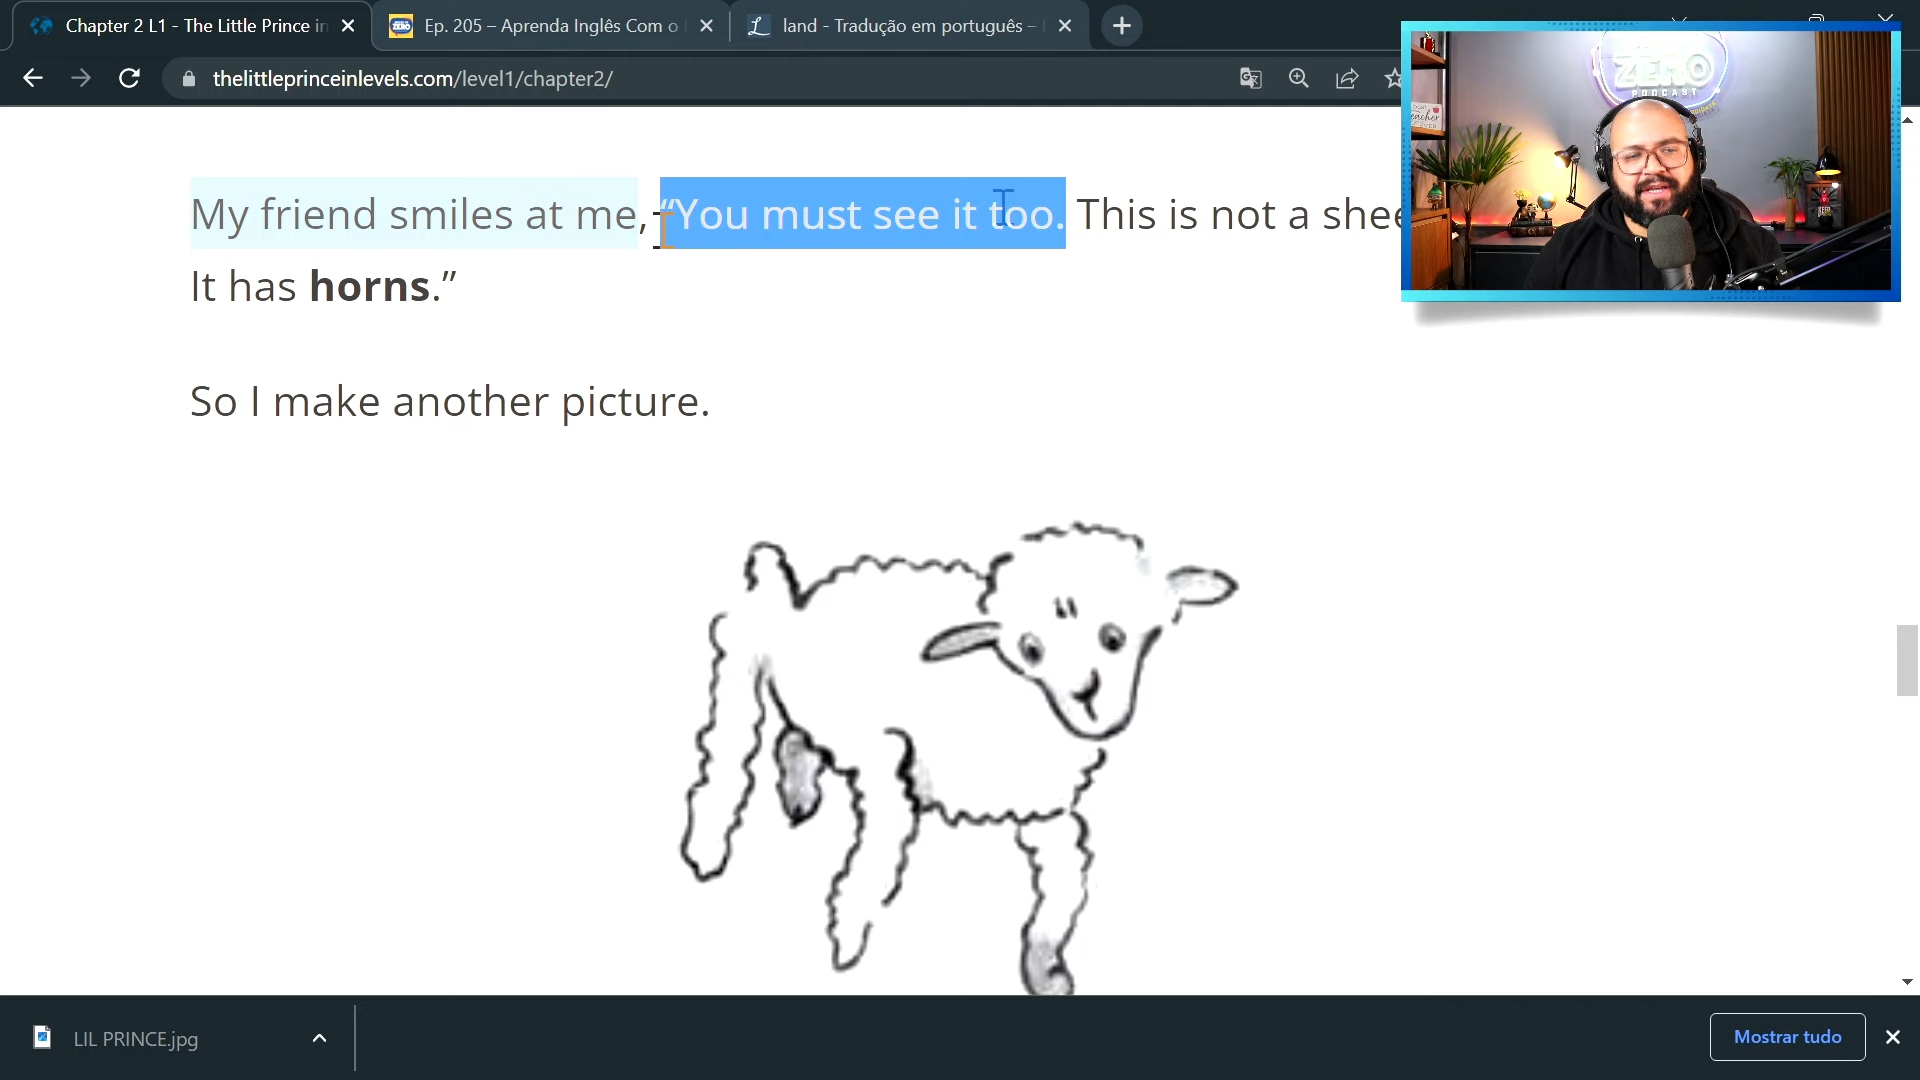 Chapter 2 L1 - The Little Prince in
Ep. 205 – Aprenda Inglês Com o
land - Tradução em português –
thelittleprinceinlevels.com/level1/chapter2/
ZERO
PODCAST
My friend smiles at me, “You must see it too. This is not a shee
It has horns.”
So I make another picture.
LIL PRINCE.jpg
Mostrar tudo